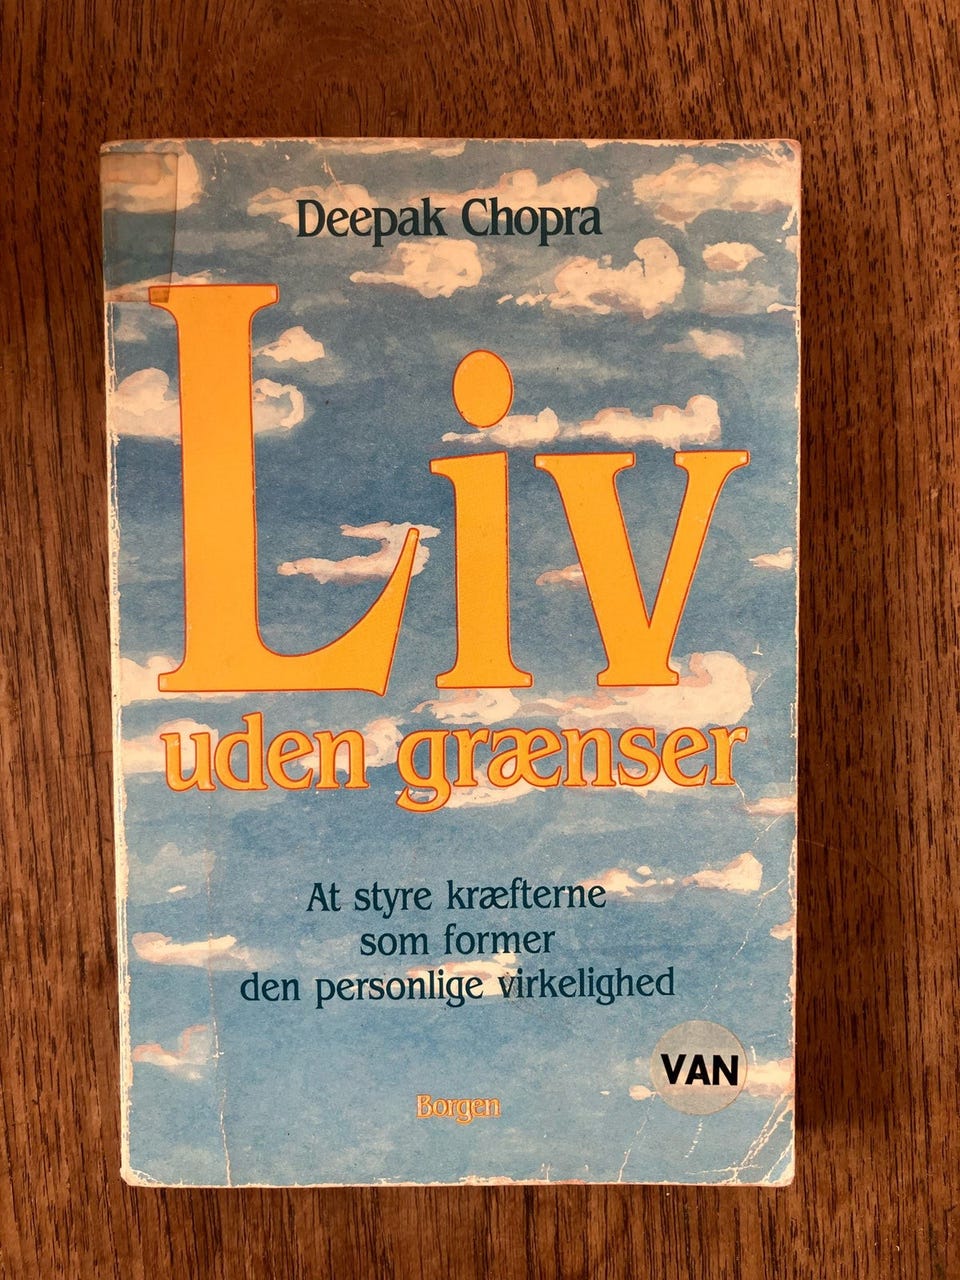 Deepak Chopra
Liv
uden grænser
At styre kræfterne
som former
den personlige virkelighed
VAN
Borgen